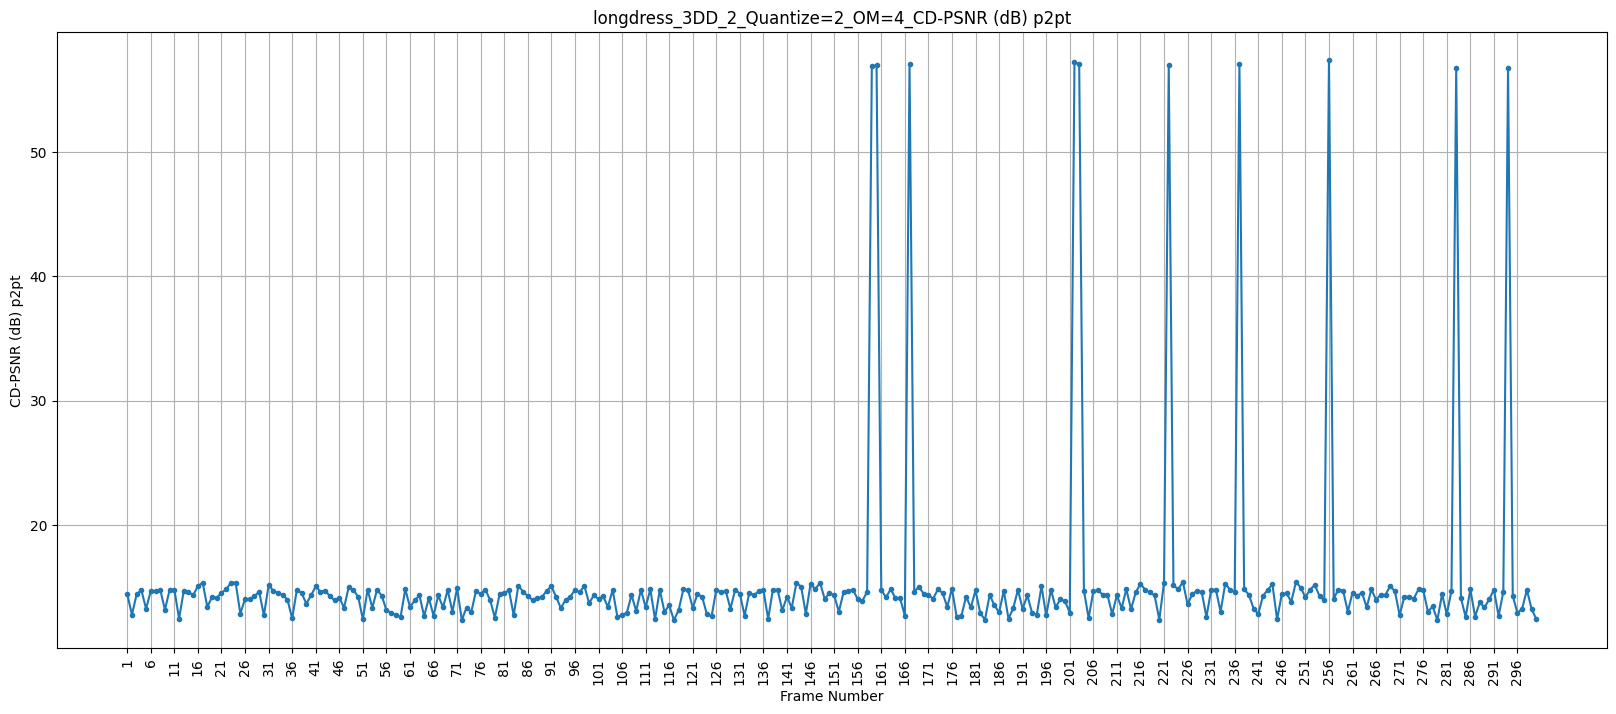 longdress_3DD_2_Quantize=2_OM=4_CD-PSNR (dB) p2pt
CD-PSNR (dB) p2pt
50
40
30
20
1 6 11 16 21 26 31 36 41 46 51 56 61 66 71 76 81 86 91 96 101 106 111 116 121 126 131 136 141 146 151 156 161 166 171 176 181 186 191 196 201 206 211 216 221 226 231 236 241 246 251 256 261 266 271 276 281 286 291 296
Frame Number